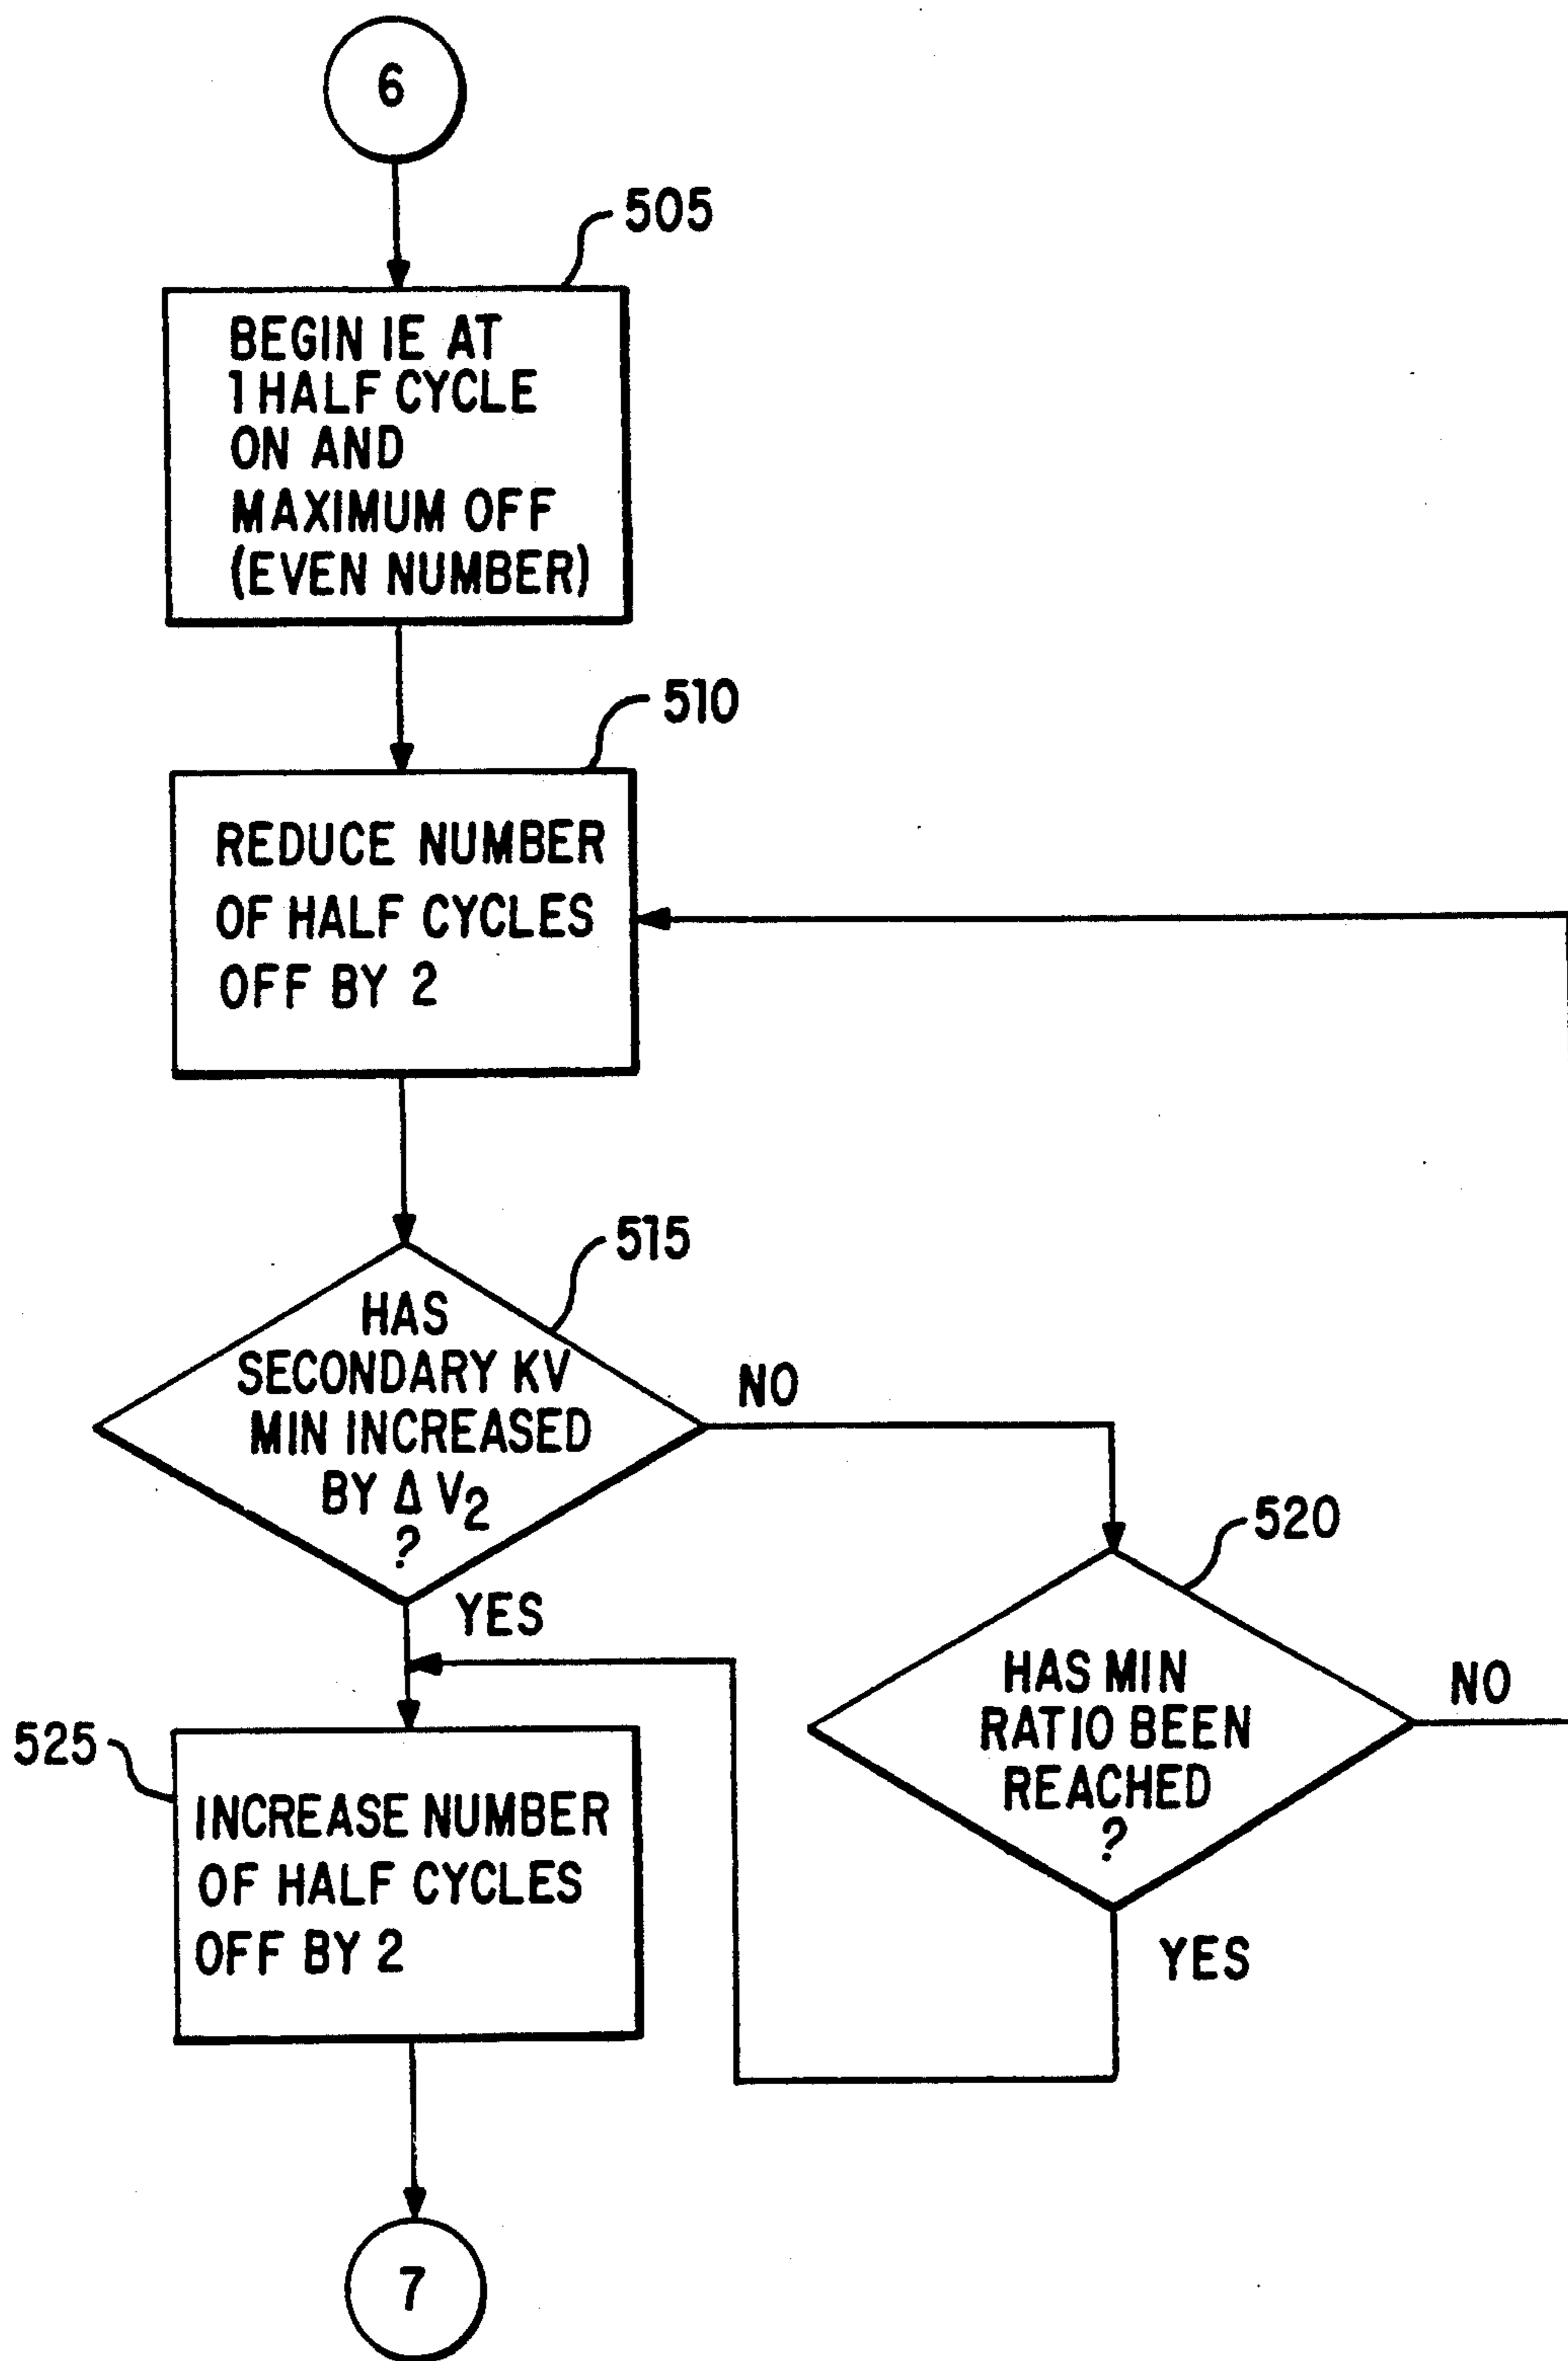 6
505
BEGIN IE AT
1 HALF CYCLE
ON AND
MAXIMUM OFF
(EVEN NUMBER)
510
REDUCE NUMBER
OF HALF CYCLES
OFF BY 2
515
HAS
SECONDARY KV
MIN INCREASED
BY Δ V2
?
NO
YES
520
HAS MIN
RATIO BEEN
REACHED
?
NO
YES
525
INCREASE NUMBER
OF HALF CYCLES
OFF BY 2
7